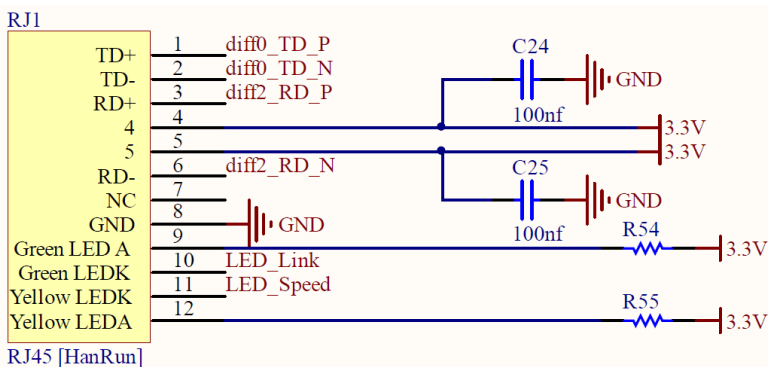 RJ1
TD+ 1 diff0_TD_P
TD- 2 diff0_TD_N
RD+ 3 diff2_RD_P
4 4
5 5
RD- 6 diff2_RD_N
NC 7
GND 8 GND
Green LED A 9
Green LEDK 10 LED_Link
Yellow LEDK 11 LED_Speed
Yellow LEDA 12
RJ45 [HanRun]
C24
GND
100nf
3.3V
3.3V
C25
GND
100nf
R54
3.3V
R55
3.3V